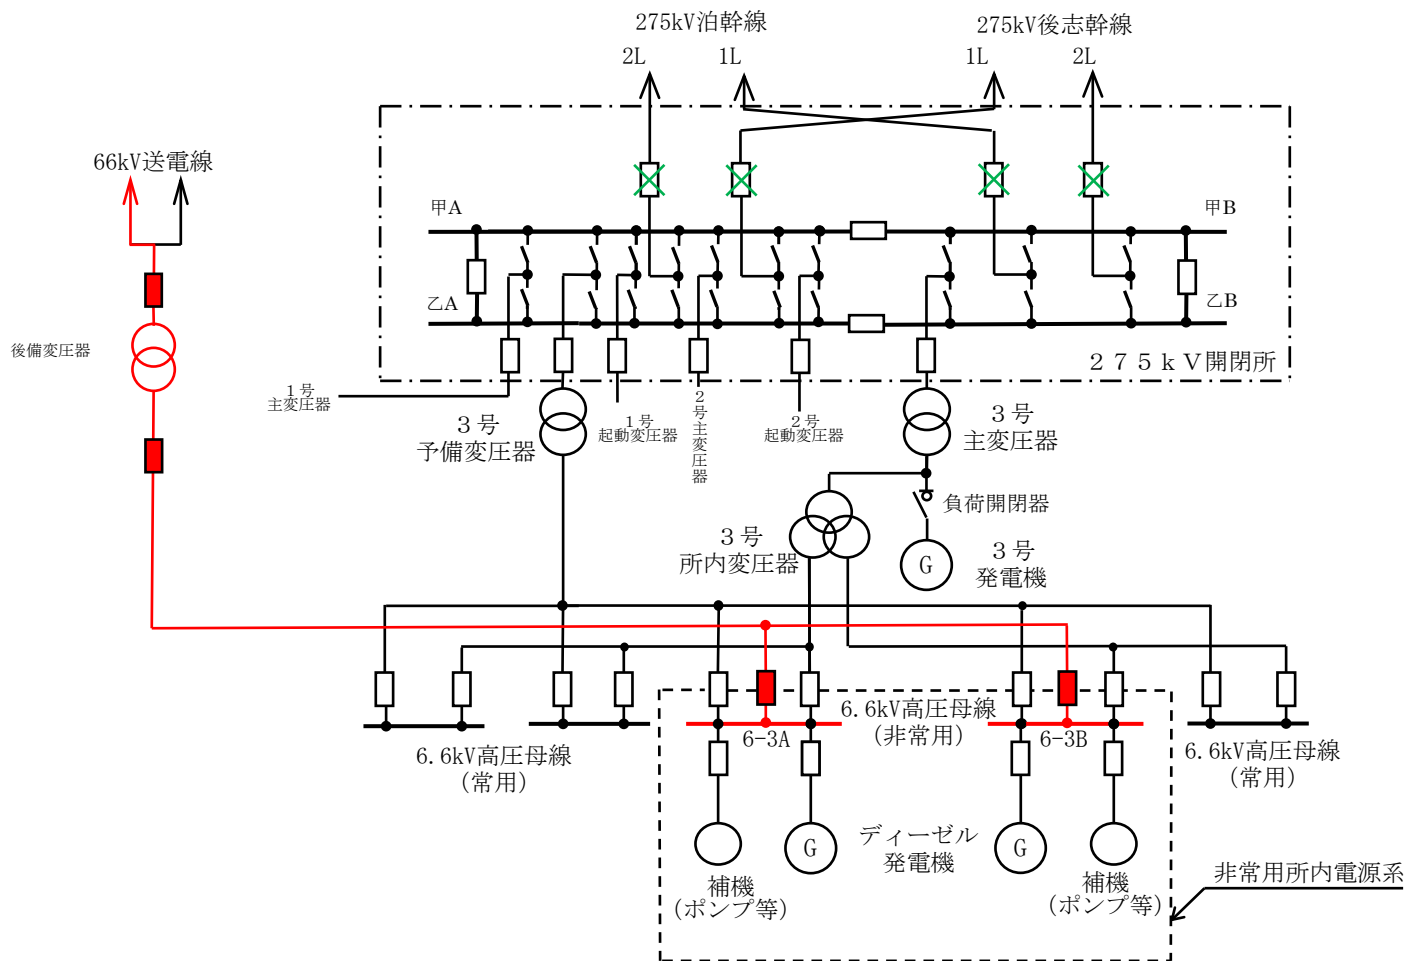 275kV泊幹線
275kV後志幹線
2L
1L
1L
2L
66kV送電線
甲A
甲B
乙A
乙B
後備変圧器
275kV開閉所
1号
主変圧器
3号
予備変圧器
1号
起動変圧器
2号主変圧器
2号
起動変圧器
3号
主変圧器
負荷開閉器
3号
所内変圧器
G
3号
発電機
6.6kV高圧母線
(常用)
6-3A
6.6kV高圧母線
(非常用)
6-3B
6.6kV高圧母線
(常用)
G
ディーゼル
発電機
G
補機
(ポンプ等)
補機
(ポンプ等)
非常用所内電源系